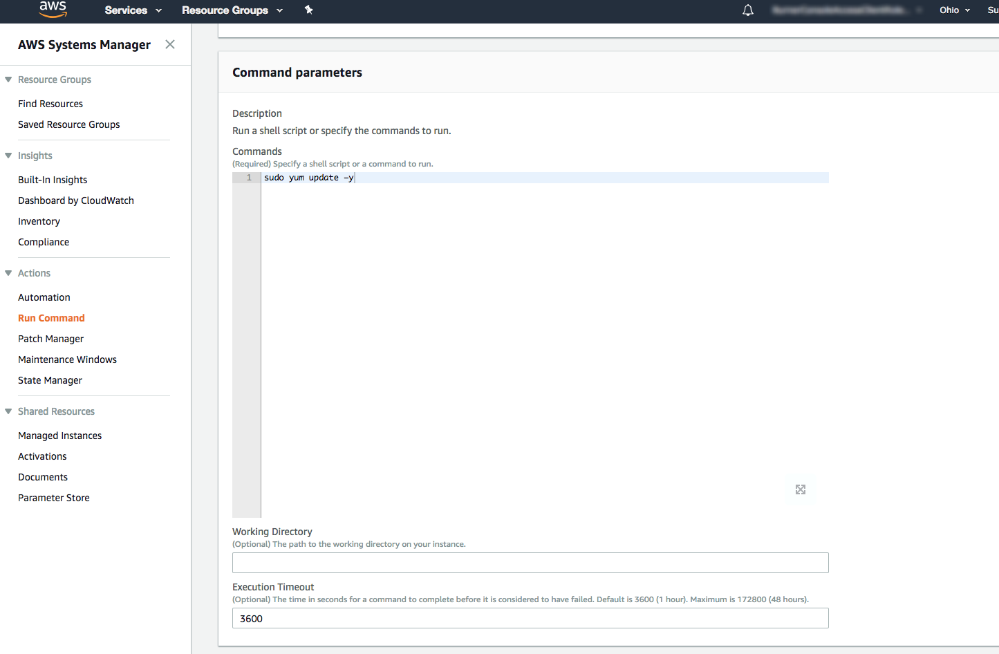 aws Services Resource Groups Ohio Su
AWS Systems Manager
Resource Groups
Find Resources
Saved Resource Groups
Insights
Built-In Insights
Dashboard by CloudWatch
Inventory
Compliance
Actions
Automation
Run Command
Patch Manager
Maintenance Windows
State Manager
Shared Resources
Managed Instances
Activations
Documents
Parameter Store
Command parameters
Description
Run a shell script or specify the commands to run.
Commands
(Required) Specify a shell script or a command to run.
1 sudo yum update -y
Working Directory
(Optional) The path to the working directory on your instance.
Execution Timeout
(Optional) The time in seconds for a command to complete before it is considered to have failed. Default is 3600 (1 hour). Maximum is 172800 (48 hours).
3600